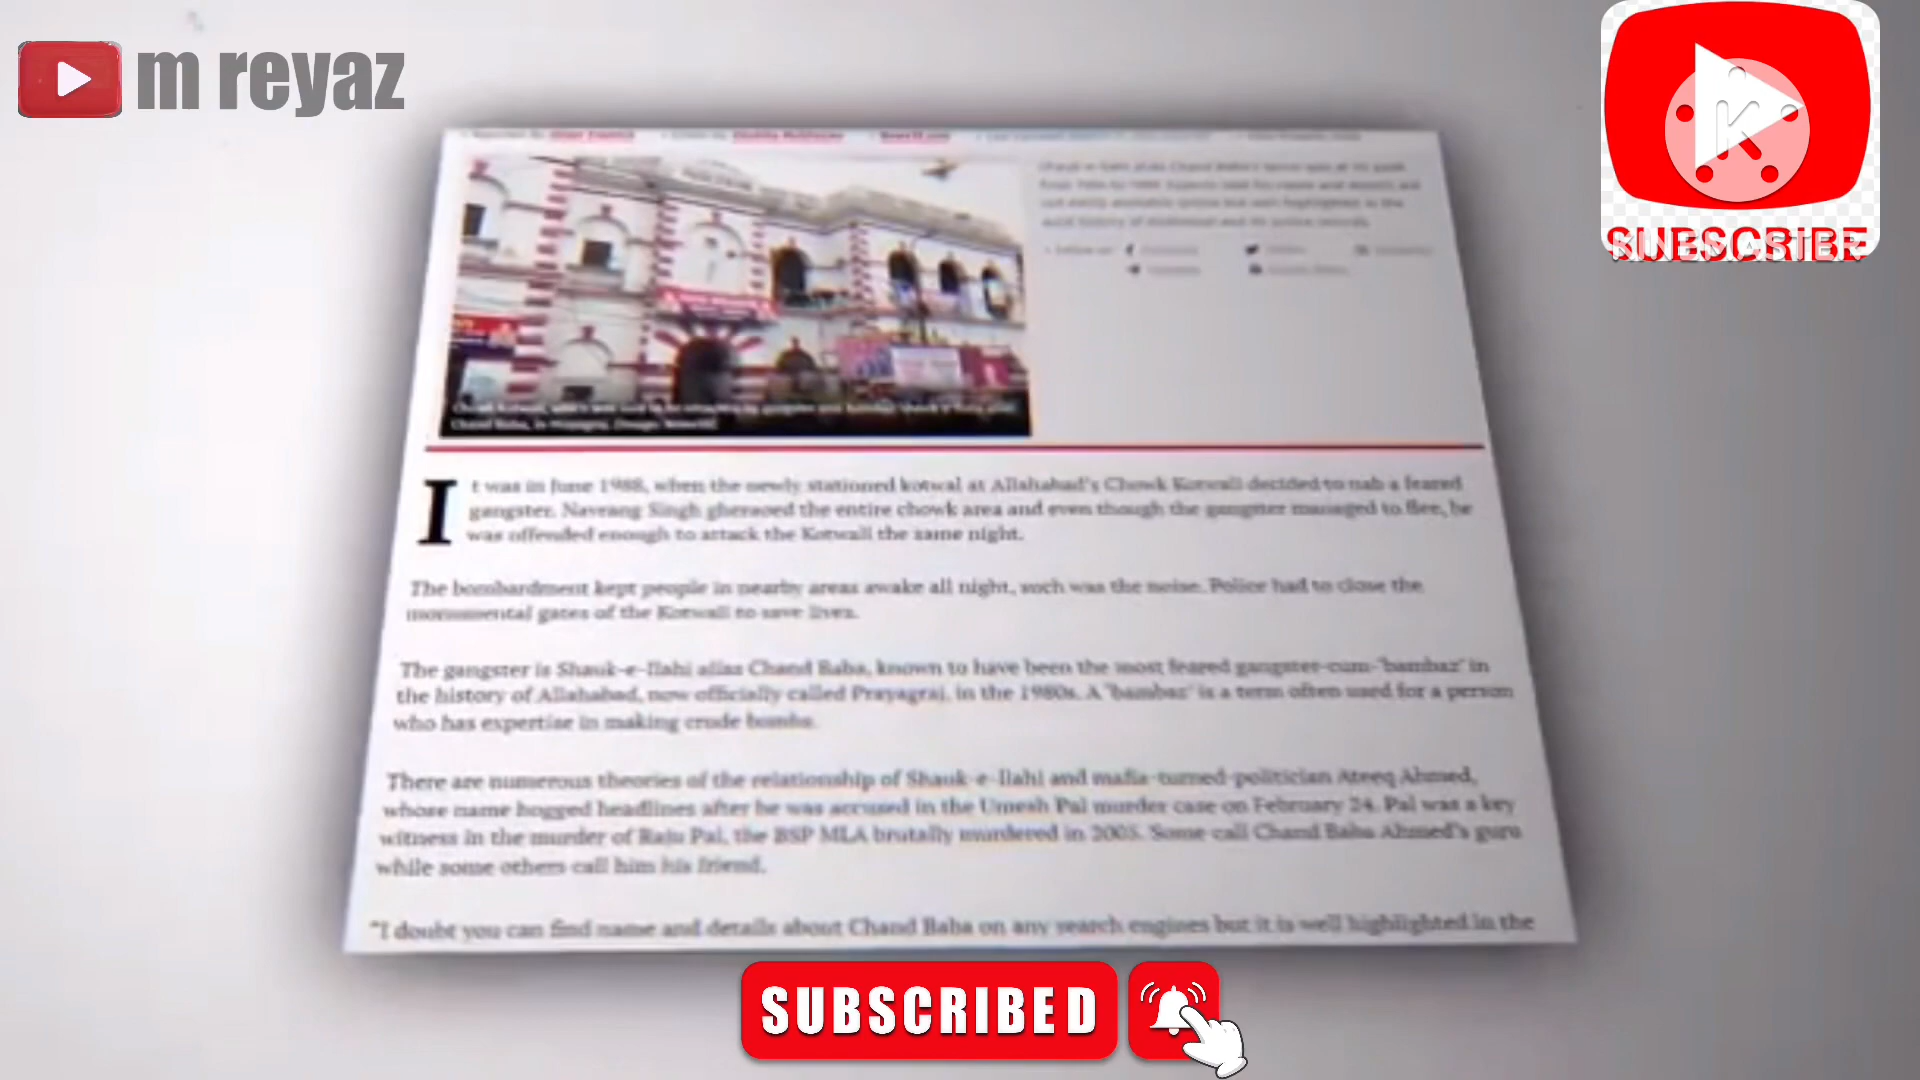 m reyaz
SUBSCRIBE
KINEMASTER
It was in June 1988, when the newly stationed kotwal at Allahabad's Chowk Kotwali decided to nab a feared
gangster. Navrang Singh gheraoed the entire chowk area and even though the gangster managed to flee, he
was offended enough to attack the Kotwali the same night.
The bombardment kept people in nearby areas awake all night, such was the noise. Police had to close the
monumental gates of the Kotwali to save lives.
The gangster is Shauk-e-Ilahi alias Chand Baba, known to have been the most feared gangster-cum-'bambaz' in
the history of Allahabad, now officially called Prayagraj, in the 1980s. A 'bambaz' is a term often used for a person
who has expertise in making crude bombs.
There are numerous theories of the relationship of Shauk-e-Ilahi and mafia-turned-politician Ateeq Ahmed,
whose name hogged headlines after he was accused in the Umesh Pal murder case on February 24. Pal was a key
witness in the murder of Raju Pal, the BSP MLA brutally murdered in 2005. Some call Chand Baba Ahmed's guru
while some others call him his friend.
"I doubt you can find name and details about Chand Baba on any search engines but it is well highlighted in the
SUBSCRIBED